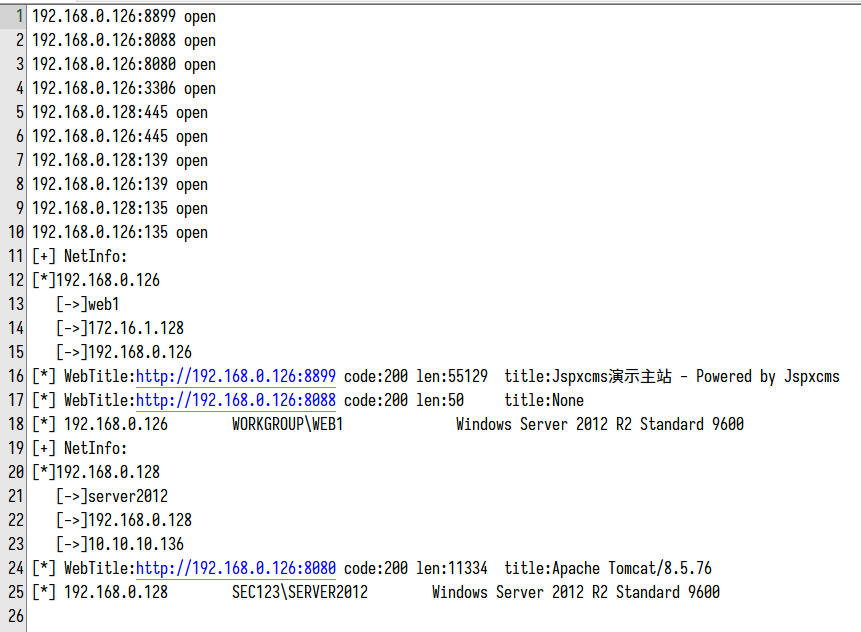 1 192.168.0.126:8899 open
2 192.168.0.126:8088 open
3 192.168.0.126:8080 open
4 192.168.0.126:3306 open
5 192.168.0.128:445 open
6 192.168.0.126:445 open
7 192.168.0.128:139 open
8 192.168.0.126:139 open
9 192.168.0.128:135 open
10 192.168.0.126:135 open
11 [+] NetInfo:
12 [*]192.168.0.126
13    [->]web1
14    [->]172.16.1.128
15    [->]192.168.0.126
16 [*] WebTitle:http://192.168.0.126:8899 code:200 len:55129  title:Jspxcms演示主站 - Powered by Jspxcms
17 [*] WebTitle:http://192.168.0.126:8088 code:200 len:50     title:None
18 [*] 192.168.0.126        WORKGROUP\WEB1              Windows Server 2012 R2 Standard 9600
19 [+] NetInfo:
20 [*]192.168.0.128
21    [->]server2012
22    [->]192.168.0.128
23    [->]10.10.10.136
24 [*] WebTitle:http://192.168.0.126:8080 code:200 len:11334  title:Apache Tomcat/8.5.76
25 [*] 192.168.0.128        SEC123\SERVER2012        Windows Server 2012 R2 Standard 9600
26